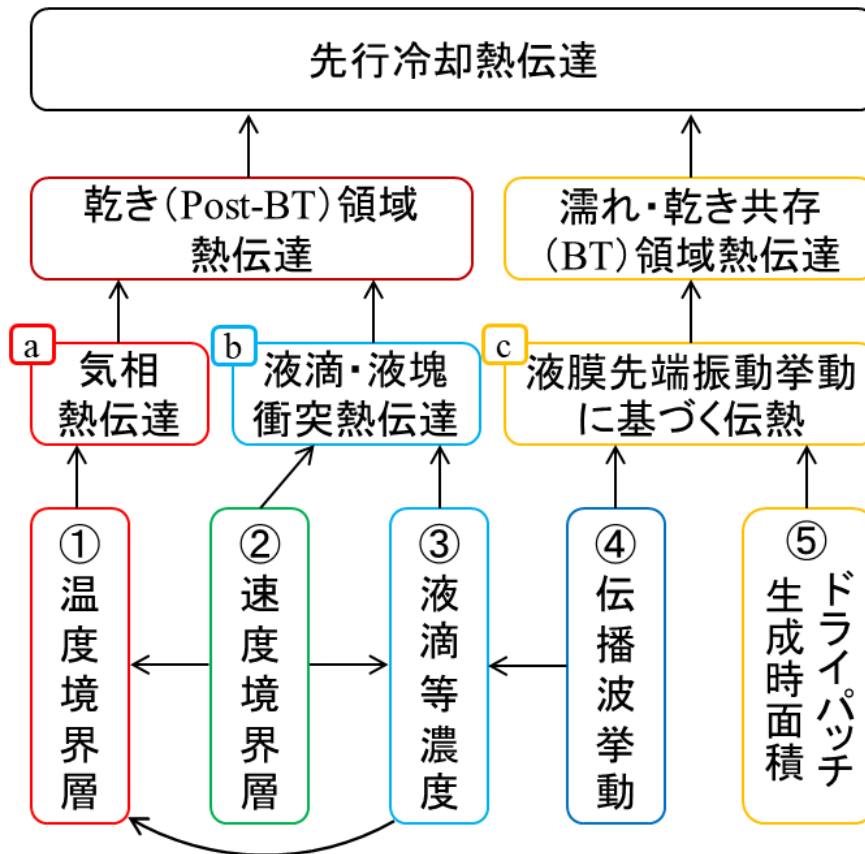 先行冷却熱伝達
乾き（Post-BT）領域
熱伝達
濡れ・乾き共存
（BT）領域熱伝達
a
気相
熱伝達
b
液滴・液塊
衝突熱伝達
c
液膜先端振動挙動
に基づく伝熱
①
温度境界層
②
速度境界層
③
液滴等濃度
④
伝播波挙動
⑤
ドライパッチ
生成時面積